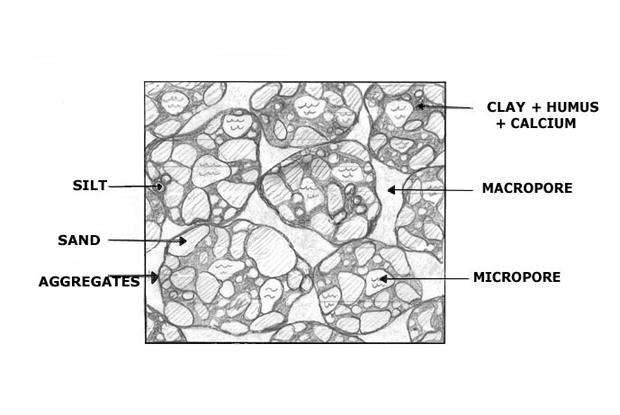 CLAY + HUMUS
+ CALCIUM
SILT
MACROPORE
SAND
AGGREGATES
MICROPORE